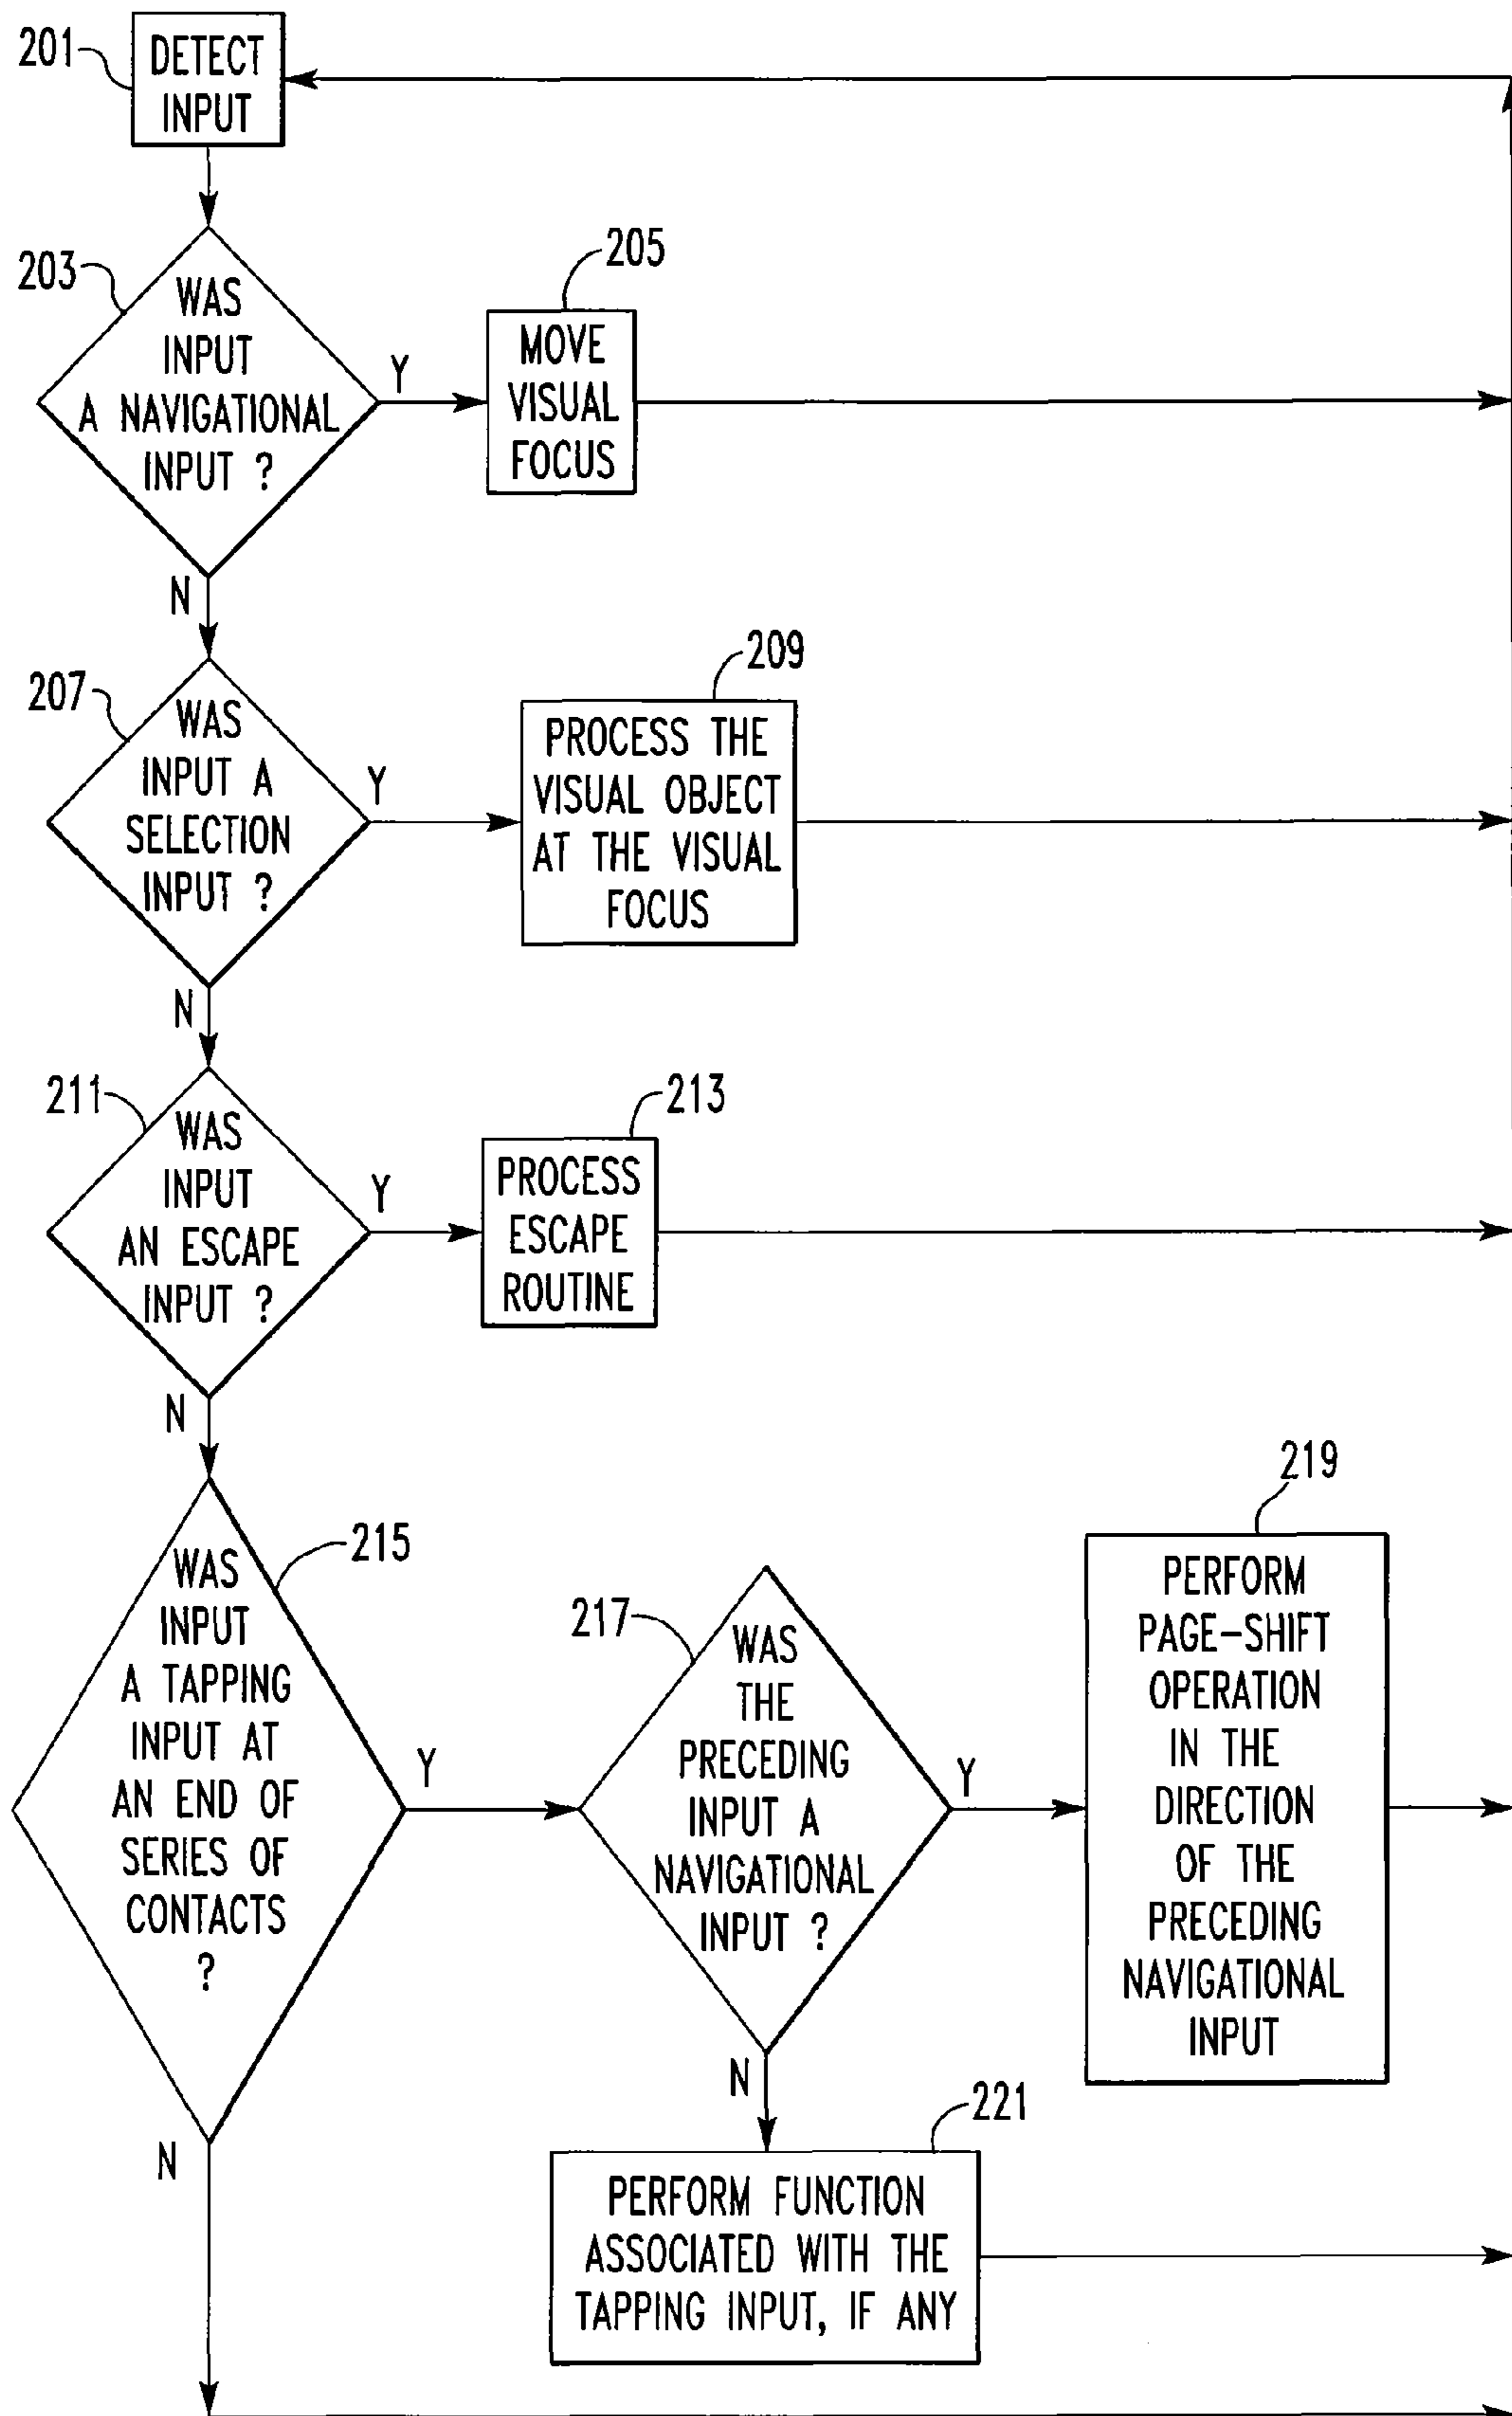 201
DETECT
INPUT
203
WAS
INPUT
A NAVIGATIONAL
INPUT ?
Y
N
205
MOVE
VISUAL
FOCUS
207
WAS
INPUT A
SELECTION
INPUT ?
Y
N
209
PROCESS THE
VISUAL OBJECT
AT THE VISUAL
FOCUS
211
WAS
INPUT
AN ESCAPE
INPUT ?
Y
N
213
PROCESS
ESCAPE
ROUTINE
215
WAS
INPUT
A TAPPING
INPUT AT
AN END OF
SERIES OF
CONTACTS
?
Y
N
217
WAS
THE
PRECEDING
INPUT A
NAVIGATIONAL
INPUT ?
Y
N
219
PERFORM
PAGE-SHIFT
OPERATION
IN THE
DIRECTION
OF THE
PRECEDING
NAVIGATIONAL
INPUT
221
PERFORM FUNCTION
ASSOCIATED WITH THE
TAPPING INPUT, IF ANY